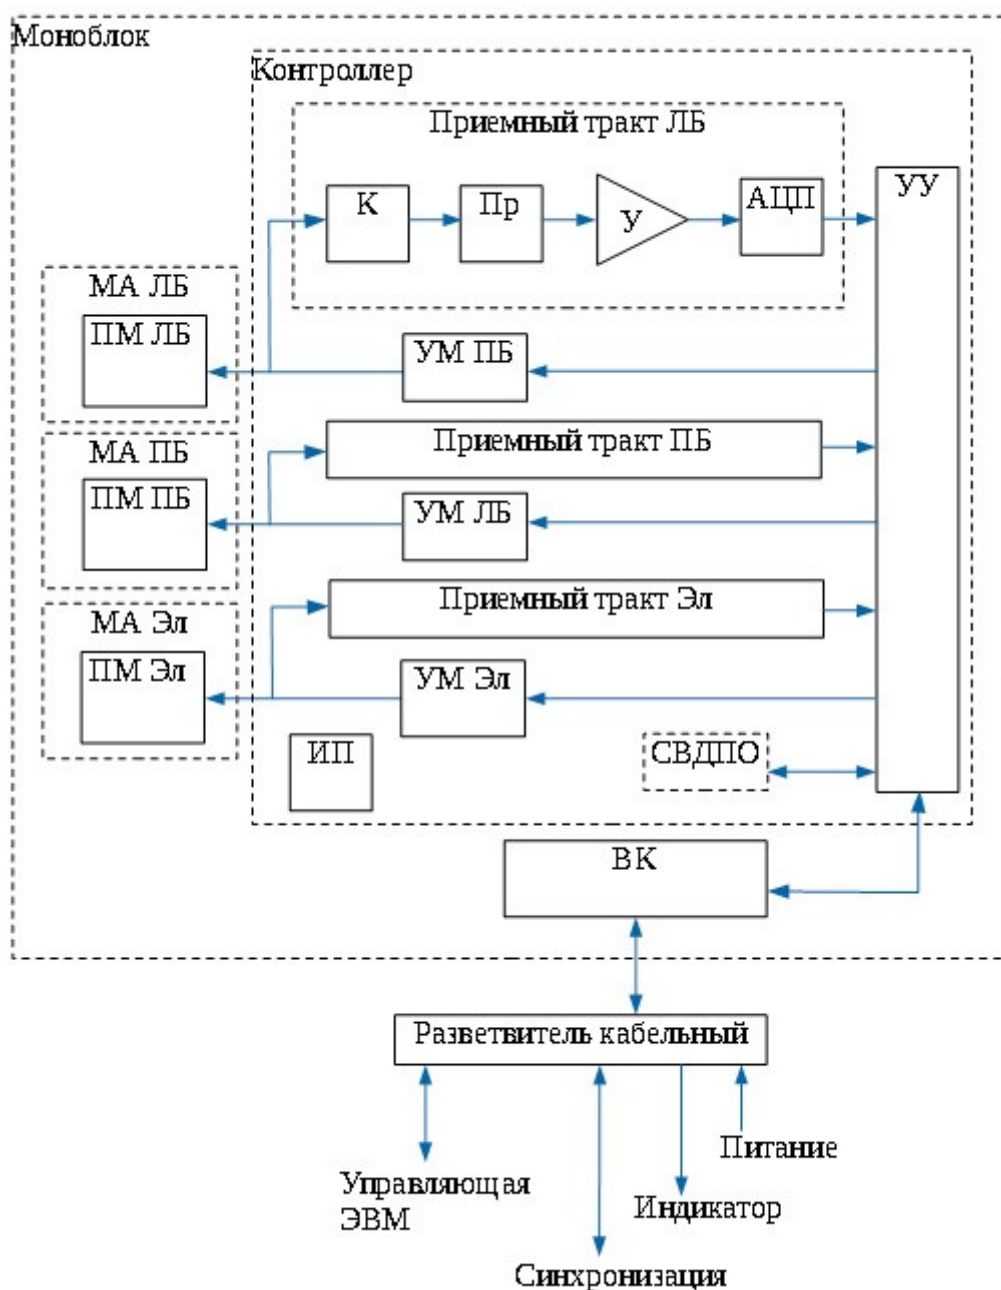 Моноблок
Контроллер
Приемный тракт ЛБ
К
Пр
У
АЦП
УУ
МА ЛБ
ПМ ЛБ
УМ ПБ
МА ПБ
ПМ ПБ
Приемный тракт ПБ
УМ ЛБ
МА Эл
ПМ Эл
Приемный тракт Эл
УМ Эл
ИП
СВДПО
ВК
Разветвитель кабельный
Управляющая
ЭВМ
Синхронизация
Индикатор
Питание